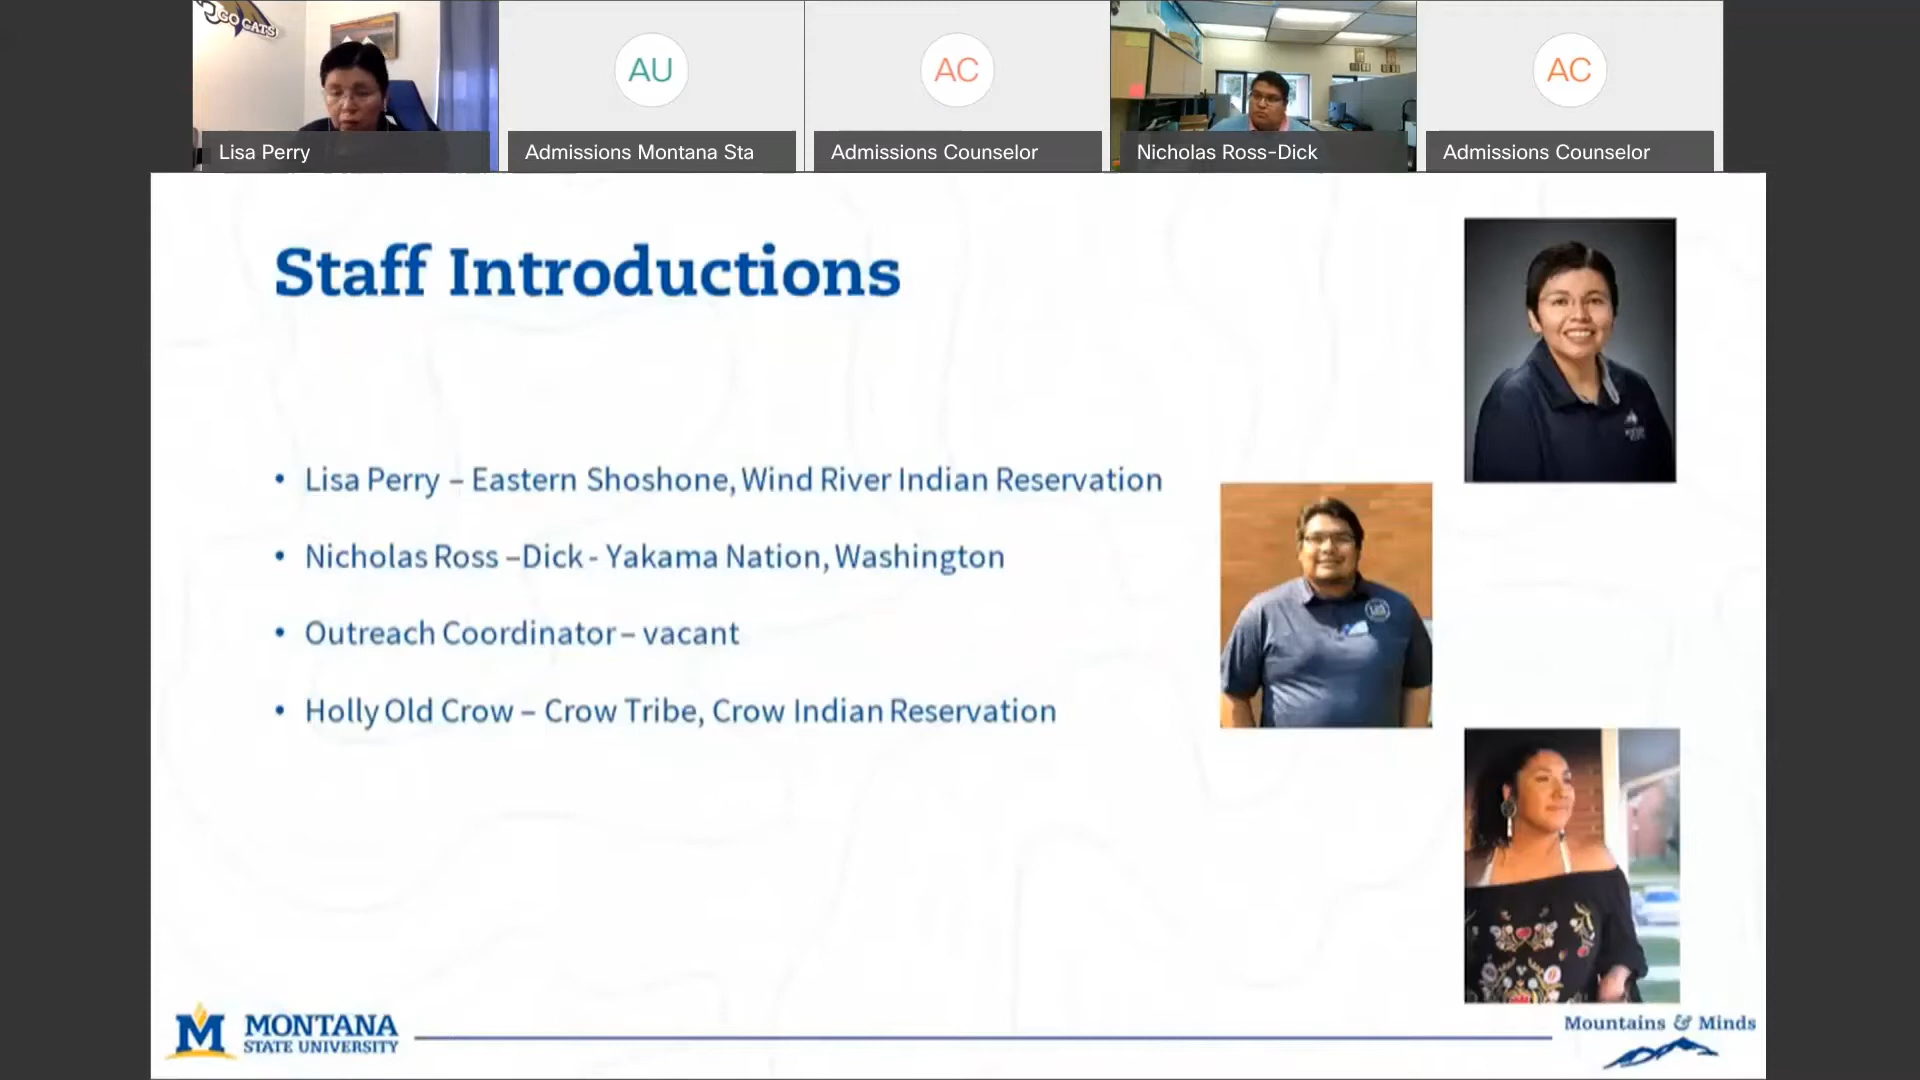 GO CATS
AU
AC
AC
Lisa Perry
Admissions Montana Sta
Admissions Counselor
Nicholas Ross-Dick
Admissions Counselor
Staff Introductions
• Lisa Perry – Eastern Shoshone, Wind River Indian Reservation
• Nicholas Ross –Dick - Yakama Nation, Washington
• Outreach Coordinator – vacant
• Holly Old Crow – Crow Tribe, Crow Indian Reservation
M MONTANA
STATE UNIVERSITY
Mountains & Minds